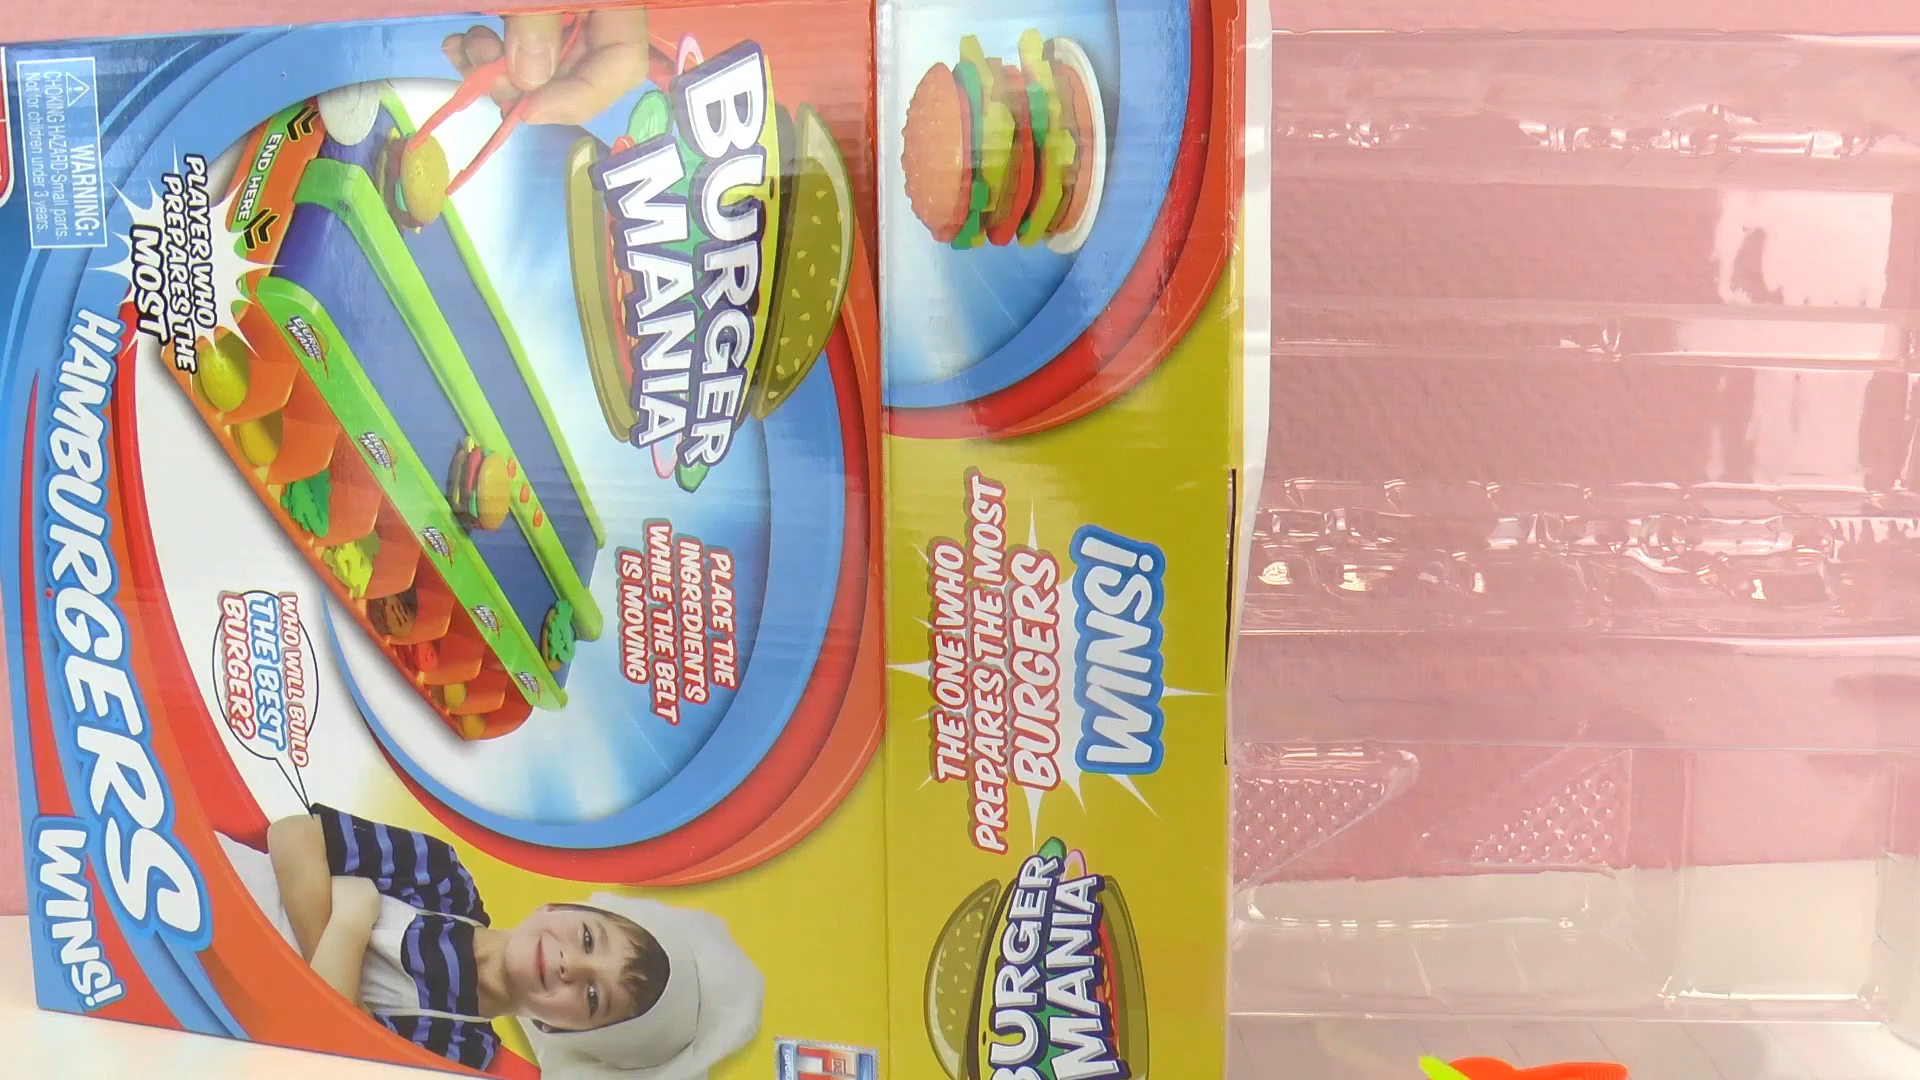 BURGER
MANIA
PLACE THE
INGREDIENTS
WHILE THE BELT
IS MOVING
END HERE
BURGER
MANIA
WARNING:
CHOKING HAZARD-Small parts.
Not for children under 3 years.
PLAYER WHO
PREPARES THE
MOST
HAMBURGERS
WINS!
WHO WILL BUILD
THE BEST
BURGER?
THE ONE WHO
PREPARES THE MOST
BURGERS
WINS!
BURGER
MANIA